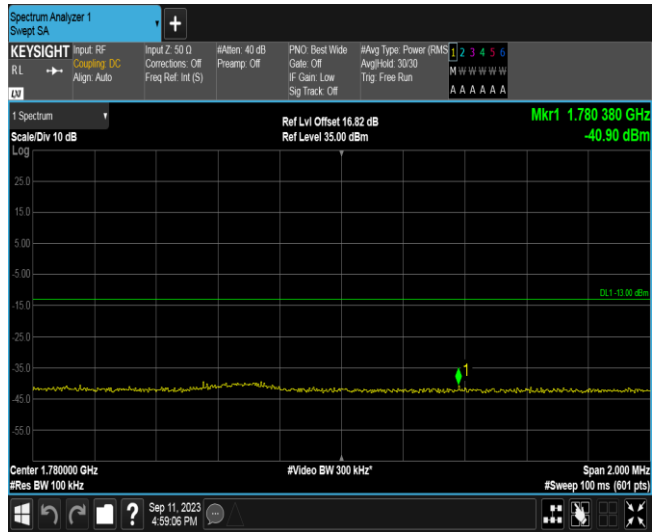 Spectrum Analyzer 1
Swept SA
+
KEYSIGHT
RL
LXI
Input: RF
Coupling: DC
Align: Auto
Input Z: 50 Ω
Corrections: Off
Freq Ref: Int (S)
#Atten: 40 dB
Preamp: Off
PNO: Best Wide
Gate: Off
IF Gain: Low
Sig Track: Off
#Avg Type: Power (RMS
Avg|Hold: 30/30
Trig: Free Run
1 2 3 4 5 6
M W W W W W
A A A A A A
1 Spectrum
Scale/Div 10 dB
Log
Ref Lvl Offset 16.82 dB
Ref Level 35.00 dBm
Mkr1 1.780 380 GHz
-40.90 dBm
25.0
15.0
5.00
-5.00
DL1 -13.00 dBm
-15.0
-25.0
-35.0
1
-45.0
-55.0
Center 1.780000 GHz
#Video BW 300 kHz*
Span 2.000 MHz
#Res BW 100 kHz
#Sweep 100 ms (601 pts)
?
Sep 11, 2023
4:59:06 PM